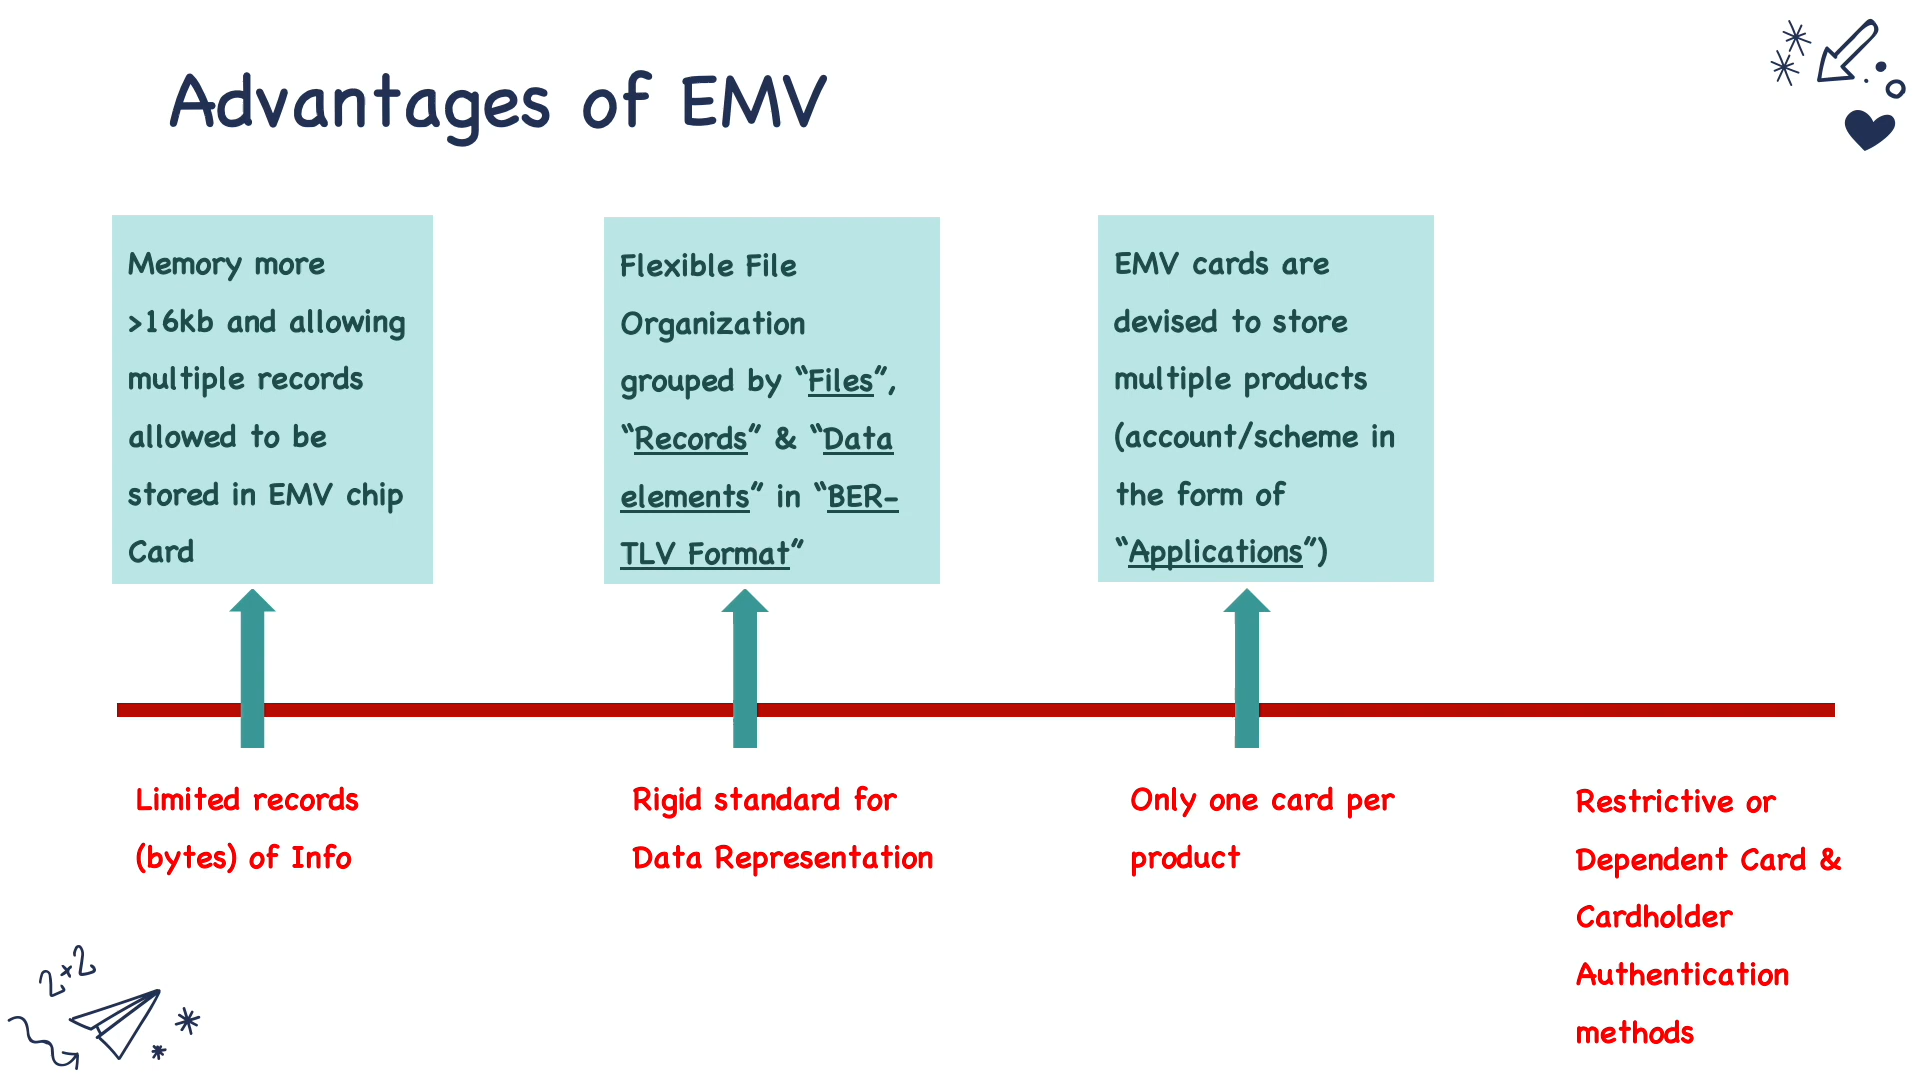 Advantages of EMV
Memory more
>16kb and allowing
multiple records
allowed to be
stored in EMV chip
Card
Flexible File
Organization
grouped by “Files”,
“Records” & “Data
elements” in “BER-
TLV Format”
EMV cards are
devised to store
multiple products
(account/scheme in
the form of
“Applications”)
Limited records
(bytes) of Info
Rigid standard for
Data Representation
Only one card per
product
Restrictive or
Dependent Card &
Cardholder
Authentication
methods
2x2